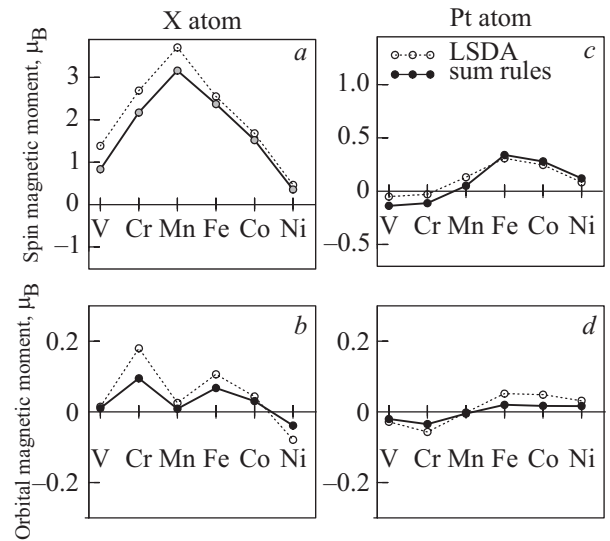 X atom
Pt atom
Spin magnetic moment, μB
a
3
2
1
0
−1
V Cr Mn Fe Co Ni
c
LSDA
sum rules
1.0
0.5
0
−0.5
V Cr Mn Fe Co Ni
Orbital magnetic moment, μB
b
0.2
0
−0.2
V Cr Mn Fe Co Ni
d
0.2
0
−0.2
V Cr Mn Fe Co Ni